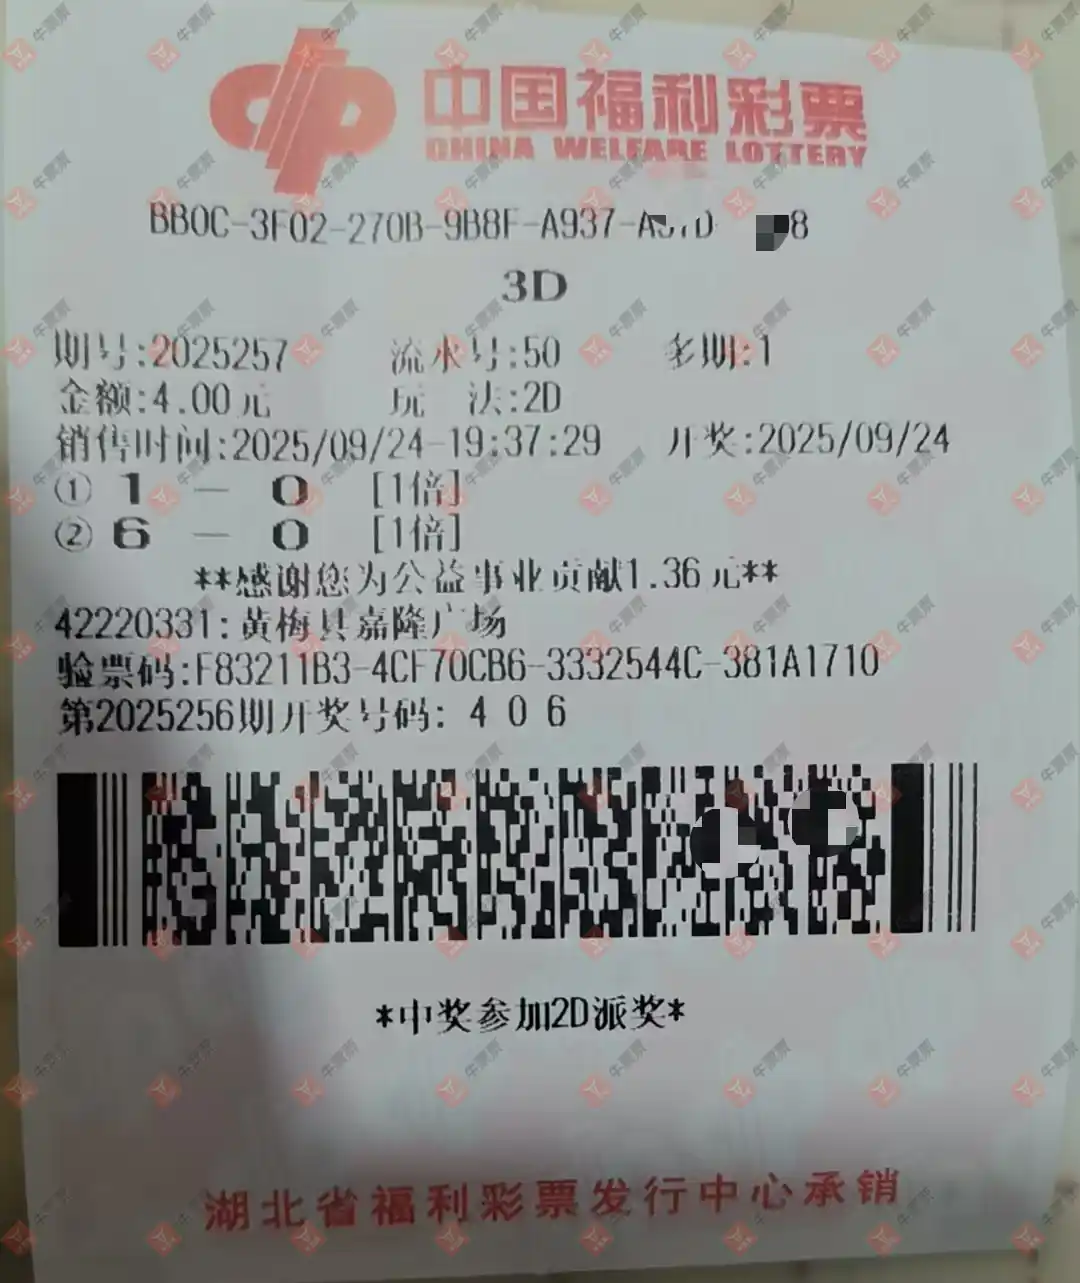 中国福利彩票
CHINA WELFARE LOTTERY
BB0C-3F02-270B-9B8F-A937- 8
3D
期号:2025257 流水号:50 多期:1
金额:4.00元 玩 法:2D
销售时间:2025/09/24-19:37:29 开奖:2025/09/24
① 1 — 0 [1倍]
② 6 — 0 [1倍]
**感谢您为公益事业贡献1.36元**
42220331:黄梅县嘉隆广场
验票码:F83211B3-4CF70CB6-3332544C-381A1710
第2025256期开奖号码: 4 0 6
*中奖参加2D派奖*
湖北省福利彩票发行中心承销